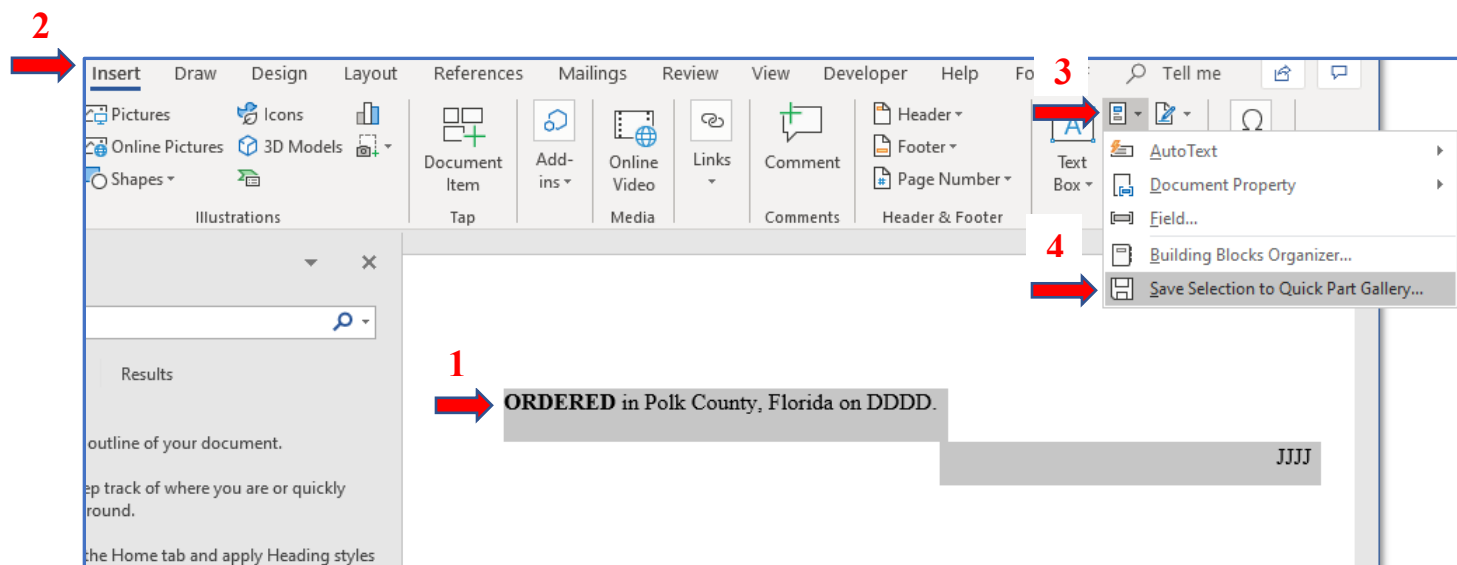 2
Insert Draw Design Layout References Mailings Review View Developer Help Fo 3 Tell me
Pictures Icons Header
Online Pictures 3D Models Document Add- Online Links Comment Footer Text AutoText
Shapes Item ins Video Page Number Box Document Property
Illustrations Tap Media Comments Header & Footer Field...
4 Building Blocks Organizer...
Save Selection to Quick Part Gallery...
1
Results
ORDERED in Polk County, Florida on DDDD.
outline of your document.
JJJJ
ep track of where you are or quickly
round.
the Home tab and apply Heading styles